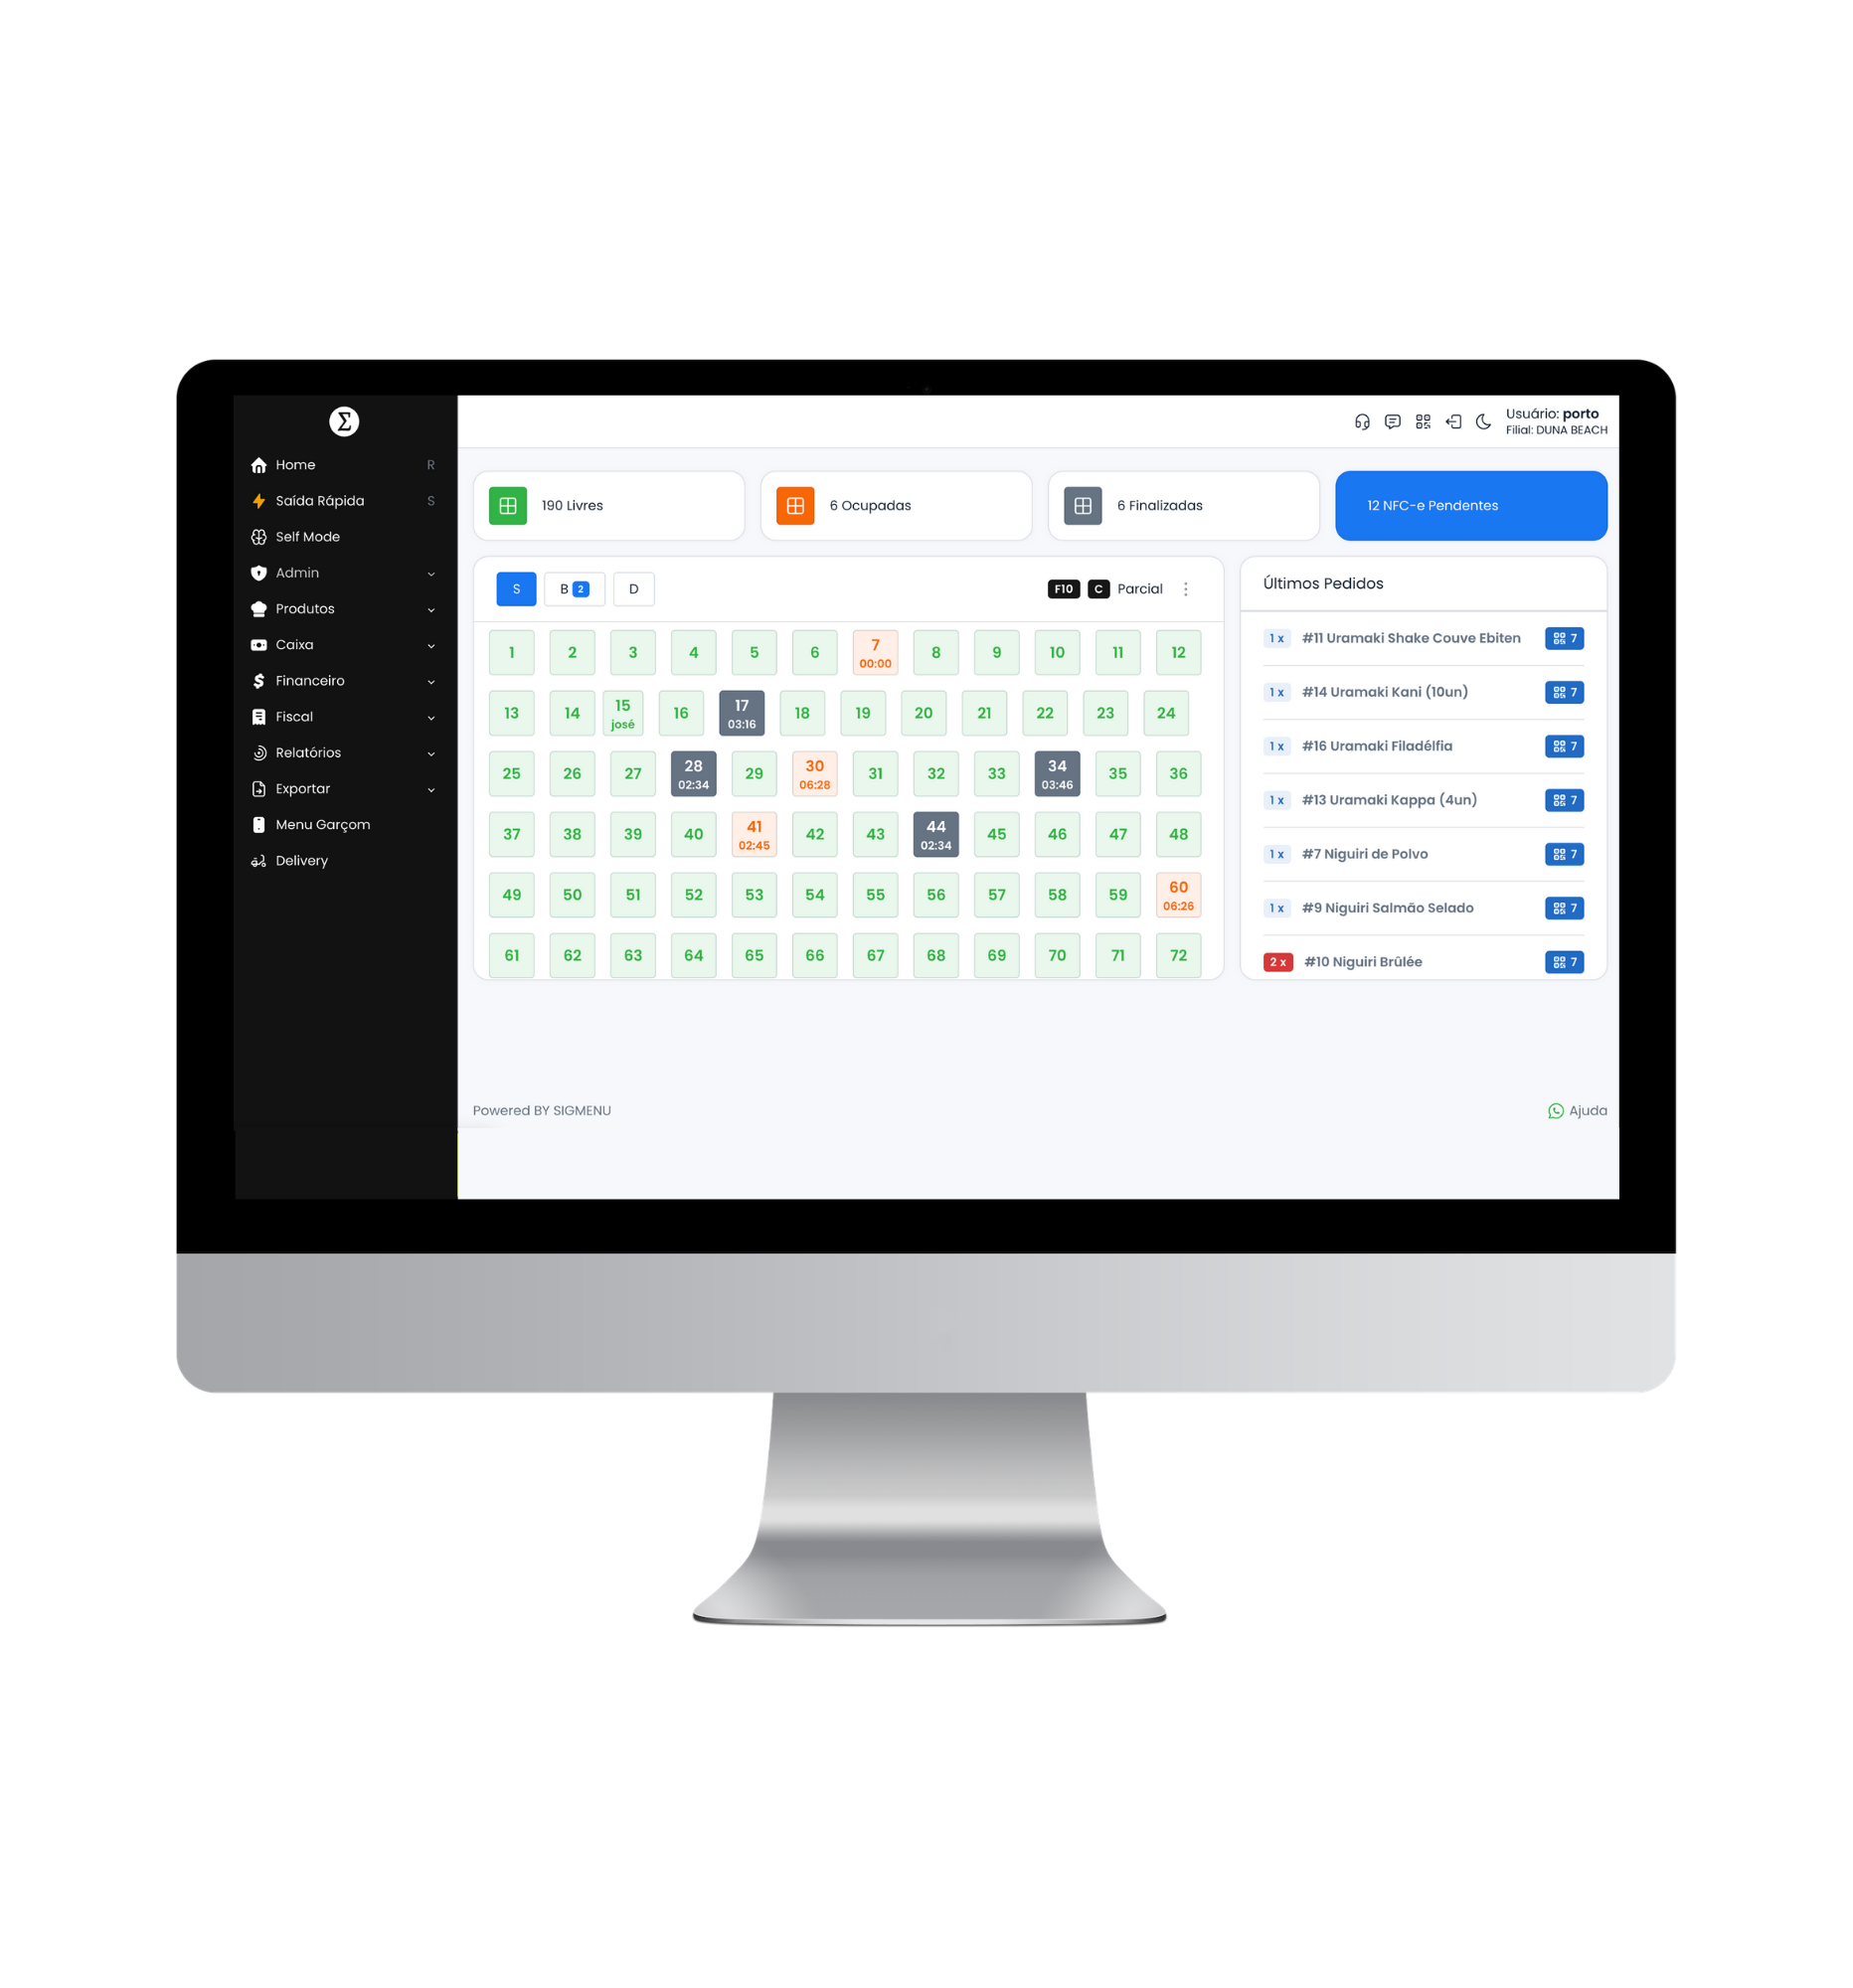 Σ
Home R
Saída Rápida S
Self Mode
Admin
Produtos
Caixa
Financeiro
Fiscal
Relatórios
Exportar
Menu Garçom
Delivery
Usuário: porto
Filial: DUNA BEACH
190 Livres
6 Ocupadas
6 Finalizadas
12 NFC-e Pendentes
S B 2 D F10 C Parcial
1 2 3 4 5 6 7 8 9 10 11 12
00:00
13 14 15 16 17 18 19 20 21 22 23 24
josé 03:16
25 26 27 28 29 30 31 32 33 34 35 36
02:34 06:28 03:46
37 38 39 40 41 42 43 44 45 46 47 48
02:45 02:34
49 50 51 52 53 54 55 56 57 58 59 60
06:26
61 62 63 64 65 66 67 68 69 70 71 72
Últimos Pedidos
1 x #11 Uramaki Shake Couve Ebiten 7
1 x #14 Uramaki Kani (10un) 7
1 x #16 Uramaki Filadélfia 7
1 x #13 Uramaki Kappa (4un) 7
1 x #7 Niguiri de Polvo 7
1 x #9 Niguiri Salmão Selado 7
2 x #10 Niguiri Brûlée 7
Powered BY SIGMENU
Ajuda